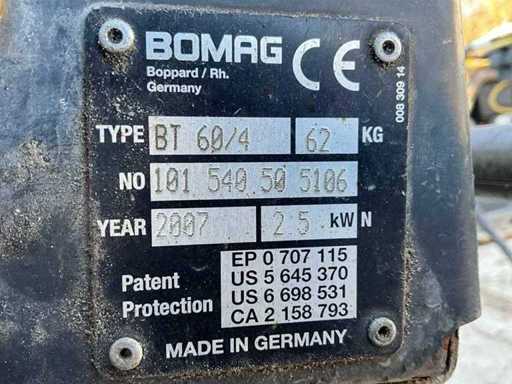 BOMAG CE
Boppard / Rh.
Germany
008 309 14
TYPE BT 60/4 62 KG
NO 101 540 50 5106
YEAR 2007 2.5 kW N
Patent Protection
EP 0 707 115
US 5 645 370
US 6 698 531
CA 2 158 793
MADE IN GERMANY